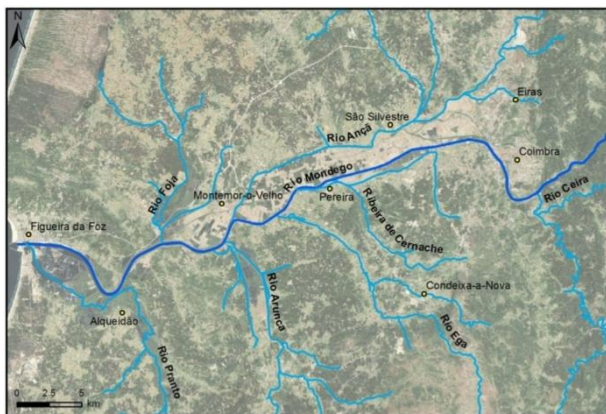 N
Eiras
São Silvestre
Rio Ançã
Coimbra
Rio Mondego
Rio Foja
Pereira
Montemor-o-Velho
Rio Ceira
Ribeira de Cernache
Figueira da Foz
Condeixa-a-Nova
Rio Arunca
Alqueidão
Rio Ega
Rio Pranto
0 2,5 5
km